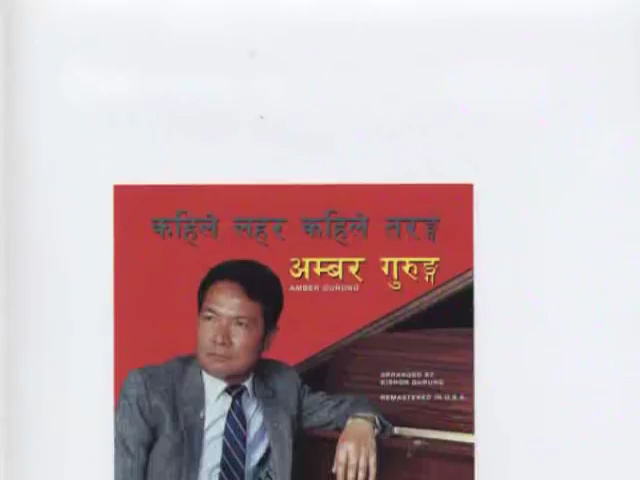 कहिले लहर कहिले तरङ्ग
अम्बर गुरुङ्ग
AMBER GURUNG
ARRANGED BY
KISHOR GURUNG
REMASTERED IN U.S.A.